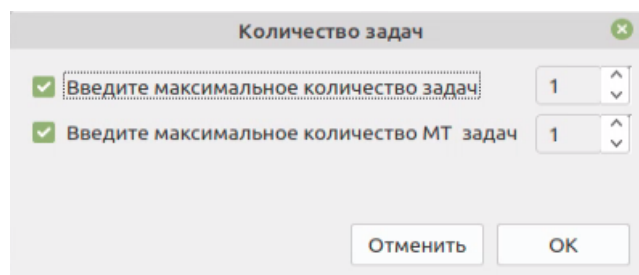 Количество задач
Введите максимальное количество задач 1
Введите максимальное количество МТ задач 1
Отменить OK